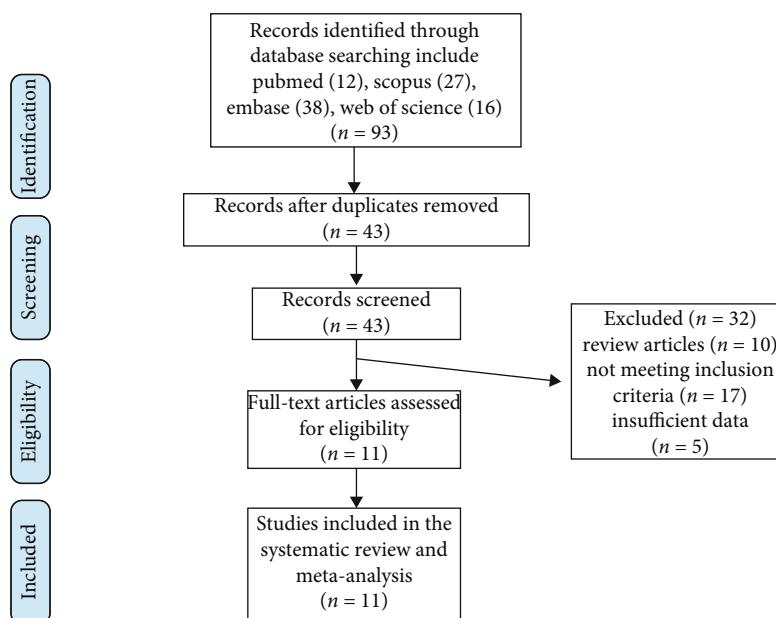 Identification
Records identified through
database searching include
pubmed (12), scopus (27),
embase (38), web of science (16)
(n = 93)
Records after duplicates removed
(n = 43)
Screening
Records screened
(n = 43)
Excluded (n = 32)
review articles (n = 10)
not meeting inclusion
criteria (n = 17)
insufficient data
(n = 5)
Eligibility
Full-text articles assessed
for eligibility
(n = 11)
Included
Studies included in the
systematic review and
meta-analysis
(n = 11)